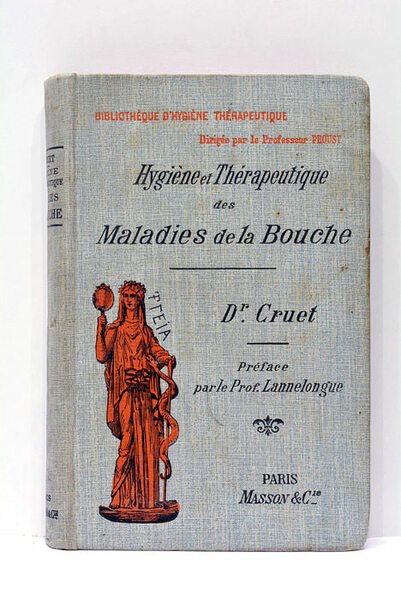 BIBLIOTHÈQUE D'HYGIÈNE THÉRAPEUTIQUE
Dirigée par le Professeur PROUST
Hygiène et Thérapeutique
des
Maladies de la Bouche
Dr. Cruet
Préface
par le Prof. Lannelongue
PARIS
MASSON & Cie
ΥΓΕΙΑ